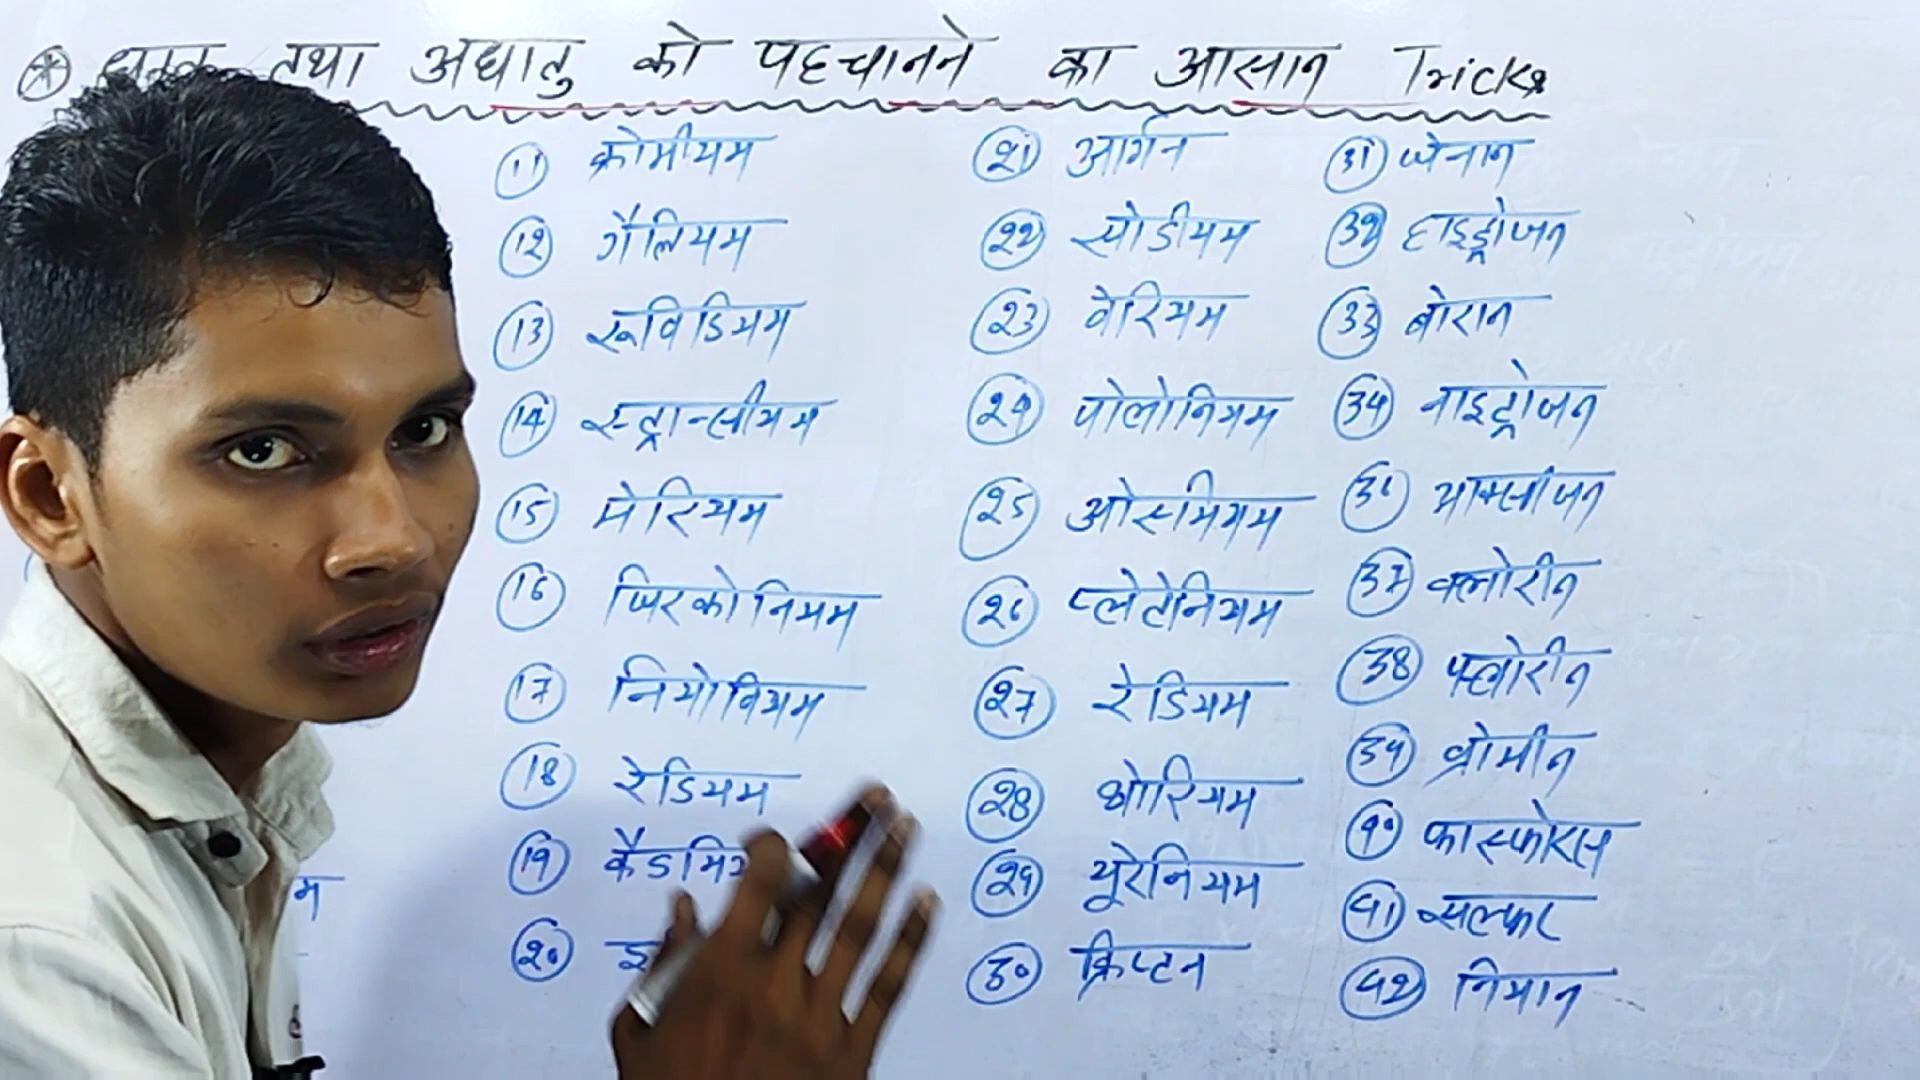 तथा अधातु को पहचानने का आसान Tricks
11 क्रोमीयम
12 गैलियम
13 रूबिडियम
14 स्ट्रान्सीयम
15 मेरियम
16 जिरकोनियम
17 नियोबियम
18 रेडियम
19 कैडमिय
20 इ
21 आर्गन
22 सोडीयम
23 वेरियम
24 पोलोनियम
25 ओस्मियम
26 प्लेटेनियम
27 रेडियम
28 थोरियम
29 यूरेनियम
30 क्रिप्टन
31 जेनान
32 हाइड्रोजन
33 बोरान
34 नाइट्रोजन
36 आक्सीजन
37 क्लोरीन
38 फ्लोरीन
39 ब्रोमीन
40 फास्फोरस
41 सल्फर
42 नियान
म